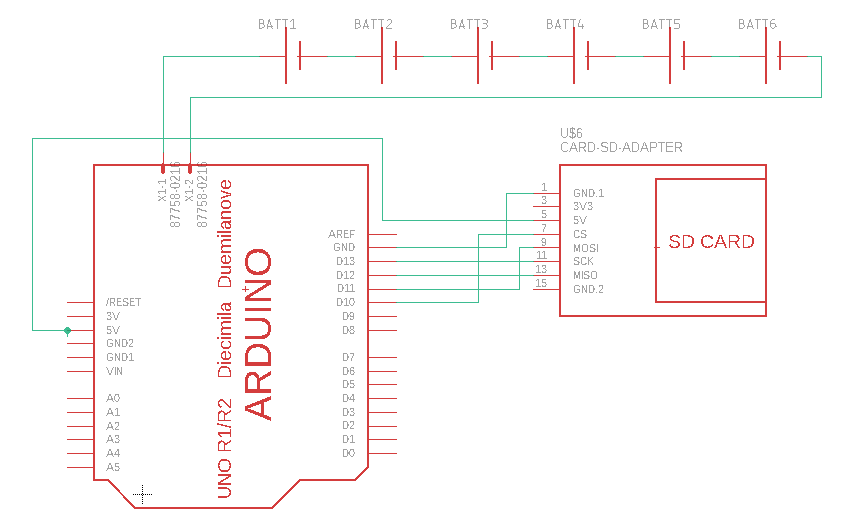 BATT1 BATT2 BATT3 BATT4 BATT5 BATT6
U$6
CARD-SD-ADAPTER
X1-1
87758-0216
X1-2
87758-0216
UNO R1/R2 Diecimila Duemilanove
ARDUINO
/RESET
3V
5V
GND2
GND1
VIN
A0
A1
A2
A3
A4
A5
AREF
GND
D13
D12
D11
D10
D9
D8
D7
D6
D5
D4
D3
D2
D1
D0
1 GND.1
3 3V3
5 5V
7 CS
9 MOSI
11 SCK
13 MISO
15 GND.2
SD CARD